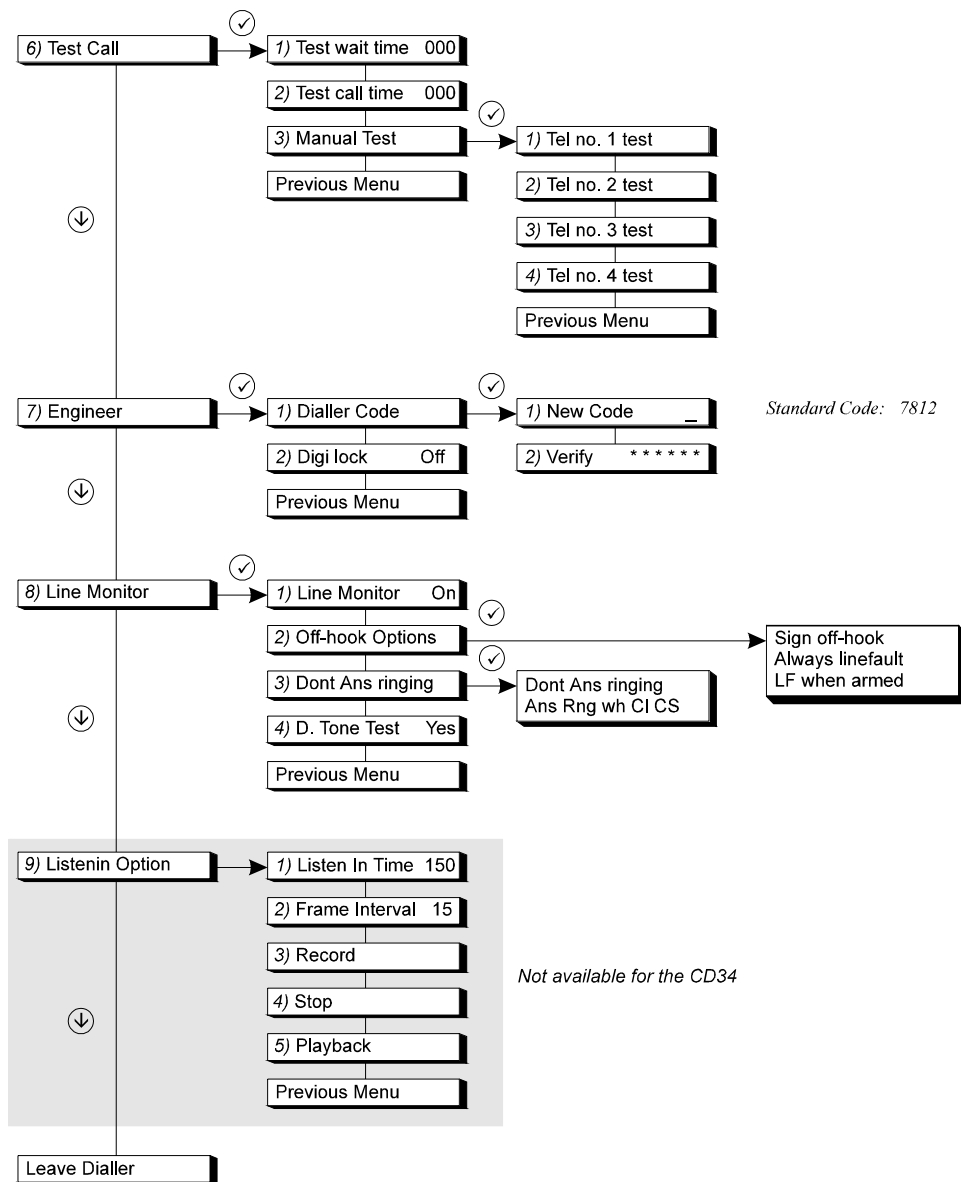 6) Test Call
1) Test wait time 000
2) Test call time 000
3) Manual Test
Previous Menu
1) Tel no. 1 test
2) Tel no. 2 test
3) Tel no. 3 test
4) Tel no. 4 test
Previous Menu
7) Engineer
1) Dialler Code
2) Digi lock Off
Previous Menu
1) New Code _
2) Verify ******
Standard Code: 7812
8) Line Monitor
1) Line Monitor On
2) Off-hook Options
3) Dont Ans ringing
4) D. Tone Test Yes
Previous Menu
Sign off-hook
Always linefault
LF when armed
Dont Ans ringing
Ans Rng wh Cl CS
9) Listenin Option
1) Listen In Time 150
2) Frame Interval 15
3) Record
4) Stop
5) Playback
Previous Menu
Not available for the CD34
Leave Dialler